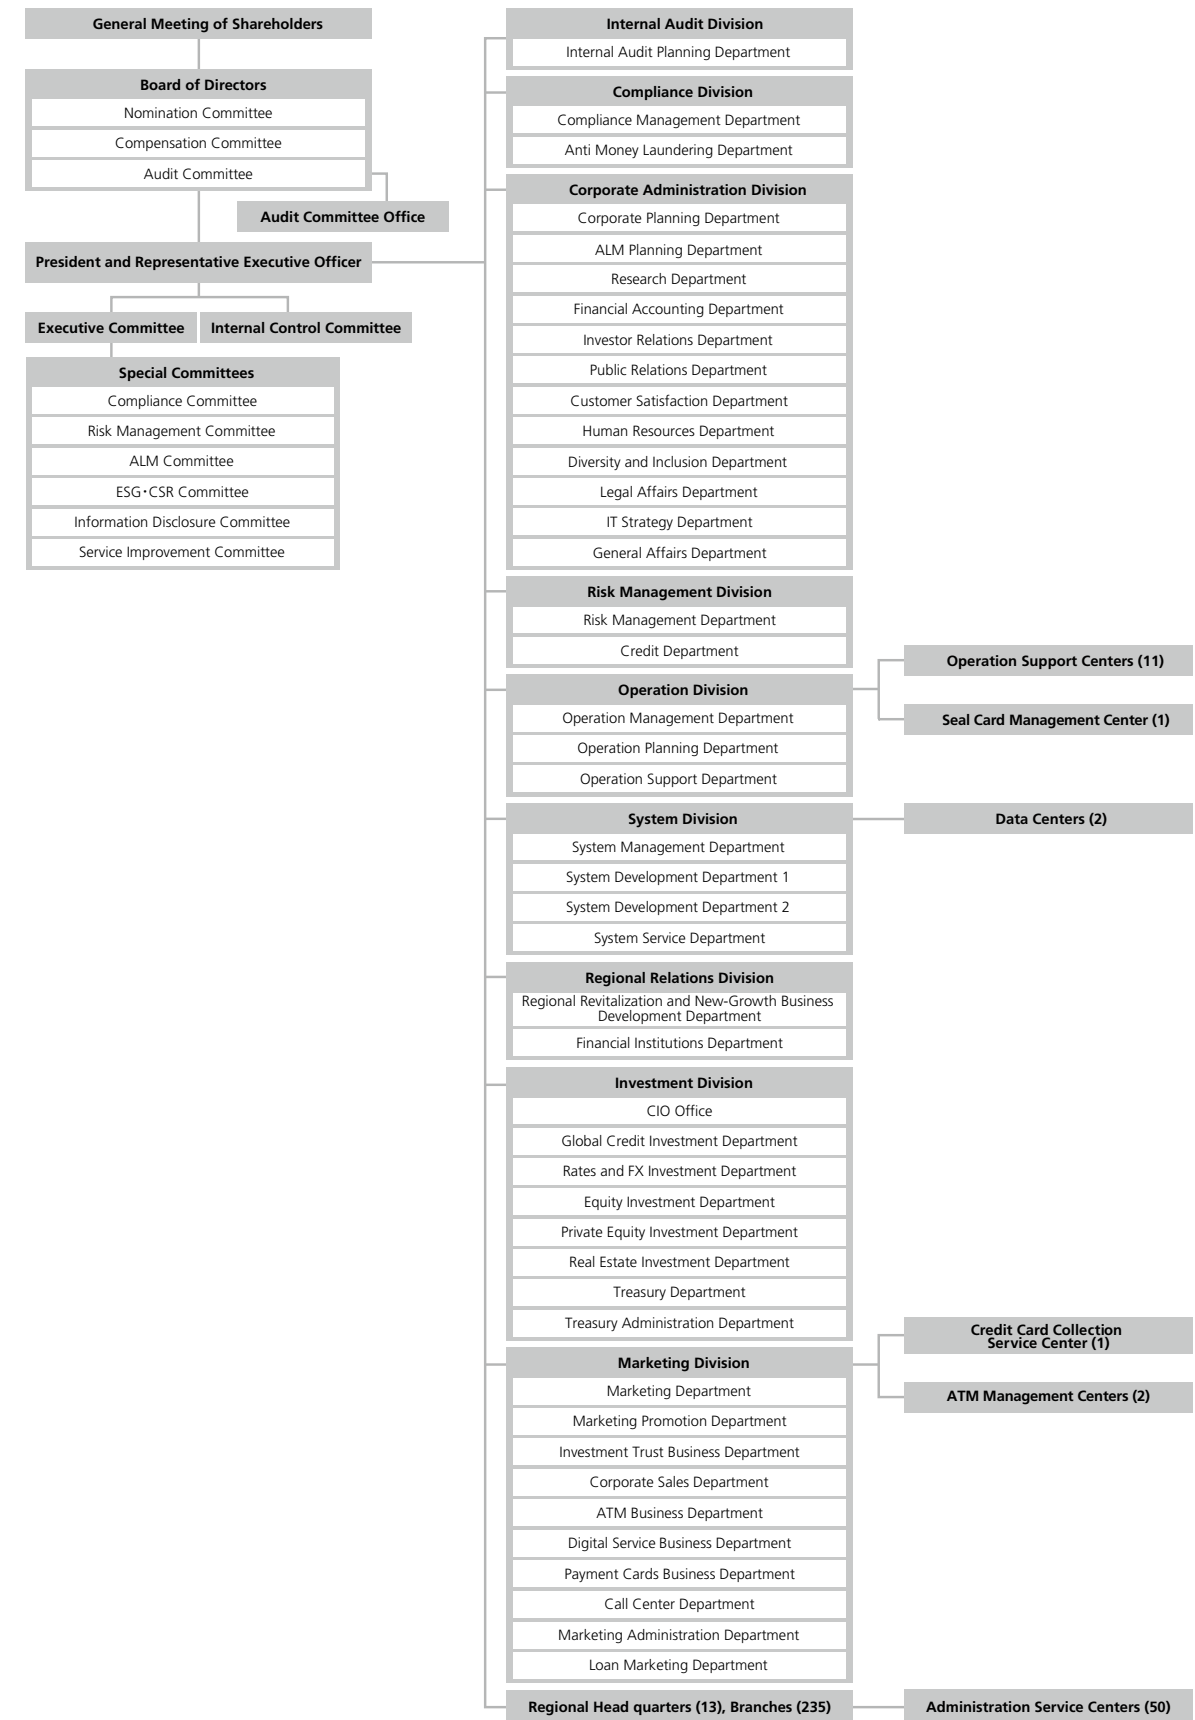 General Meeting of Shareholders
Board of Directors
Nomination Committee
Compensation Committee
Audit Committee
Audit Committee Office
President and Representative Executive Officer
Executive Committee
Internal Control Committee
Special Committees
Compliance Committee
Risk Management Committee
ALM Committee
ESG・CSR Committee
Information Disclosure Committee
Service Improvement Committee
Internal Audit Division
Internal Audit Planning Department
Compliance Division
Compliance Management Department
Anti Money Laundering Department
Corporate Administration Division
Corporate Planning Department
ALM Planning Department
Research Department
Financial Accounting Department
Investor Relations Department
Public Relations Department
Customer Satisfaction Department
Human Resources Department
Diversity and Inclusion Department
Legal Affairs Department
IT Strategy Department
General Affairs Department
Risk Management Division
Risk Management Department
Credit Department
Operation Division
Operation Management Department
Operation Planning Department
Operation Support Department
Operation Support Centers (11)
Seal Card Management Center (1)
System Division
System Management Department
System Development Department 1
System Development Department 2
System Service Department
Data Centers (2)
Regional Relations Division
Regional Revitalization and New-Growth Business
Development Department
Financial Institutions Department
Investment Division
CIO Office
Global Credit Investment Department
Rates and FX Investment Department
Equity Investment Department
Private Equity Investment Department
Real Estate Investment Department
Treasury Department
Treasury Administration Department
Marketing Division
Marketing Department
Marketing Promotion Department
Investment Trust Business Department
Corporate Sales Department
ATM Business Department
Digital Service Business Department
Payment Cards Business Department
Call Center Department
Marketing Administration Department
Loan Marketing Department
Credit Card Collection
Service Center (1)
ATM Management Centers (2)
Regional Head quarters (13), Branches (235)
Administration Service Centers (50)